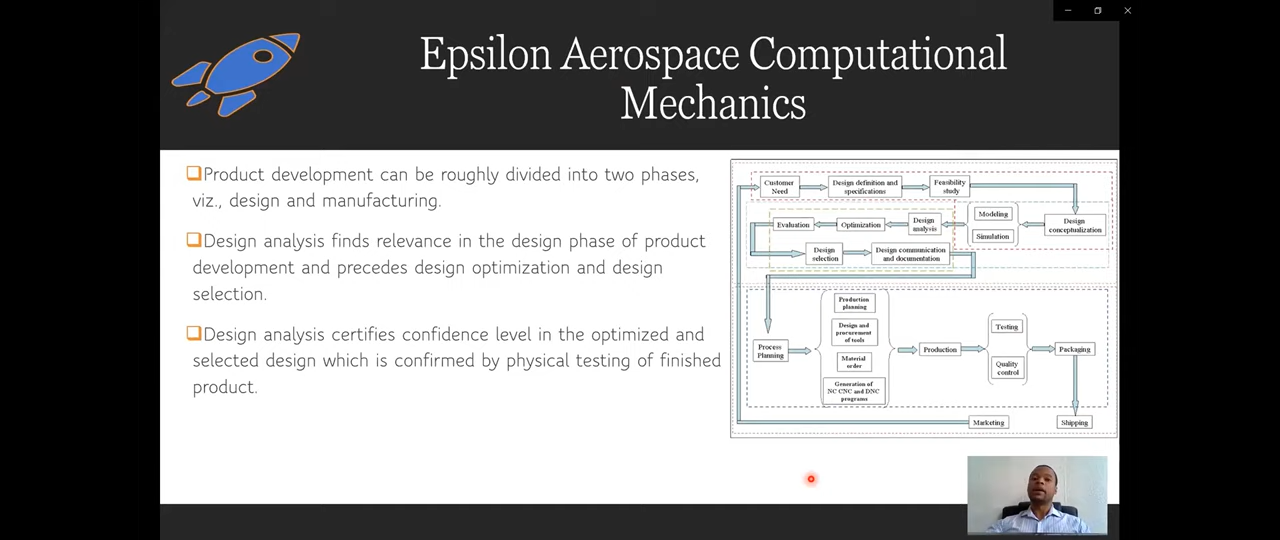 Epsilon Aerospace Computational
Mechanics
Product development can be roughly divided into two phases,
viz., design and manufacturing.
Design analysis finds relevance in the design phase of product
development and precedes design optimization and design
selection.
Design analysis certifies confidence level in the optimized and
selected design which is confirmed by physical testing of finished
product.
Customer
Need
Design definition and
specifications
Feasibility
study
Evaluation
Optimization
Design
analysis
Modeling
Simulation
Design
conceptualization
Design
selection
Design communication
and documentation
Process
Planning
Production
planning
Design and
procurement
of tools
Material
order
Generation of
NC CNC and DNC
programs
Production
Testing
Quality
control
Packaging
Marketing
Shipping